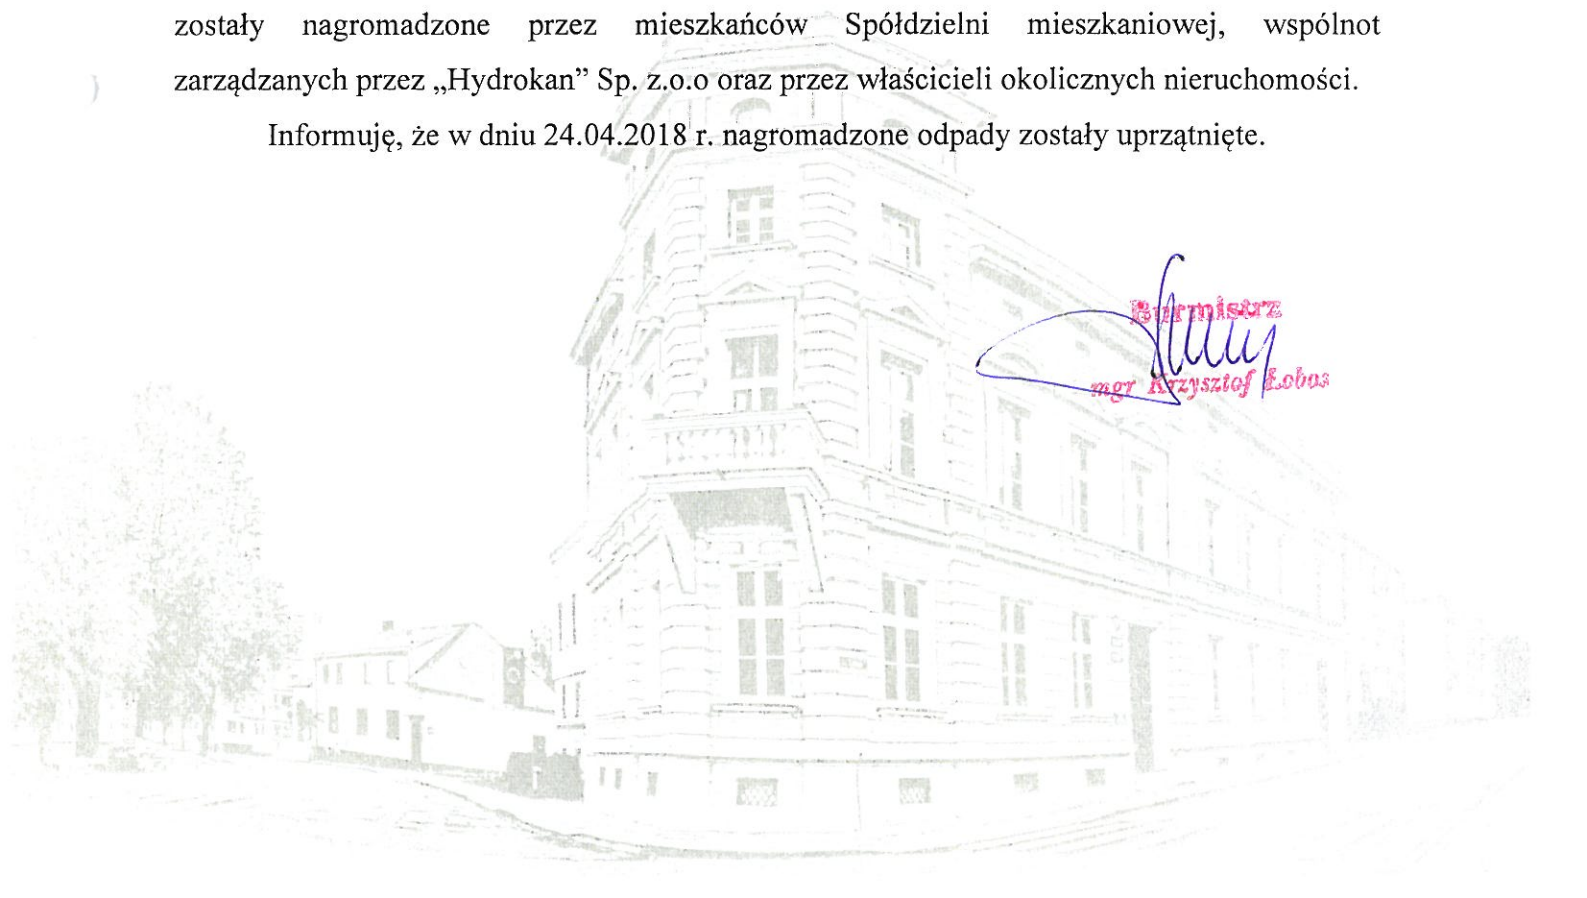 zostały nagromadzone przez mieszkańców Spółdzielni mieszkaniowej, wspólnot
zarządzanych przez „Hydrokan” Sp. z.o.o oraz przez właścicieli okolicznych nieruchomości.
Informuję, że w dniu 24.04.2018 r. nagromadzone odpady zostały uprzątnięte.
Burmistrz
mgr Krzysztof Łobos